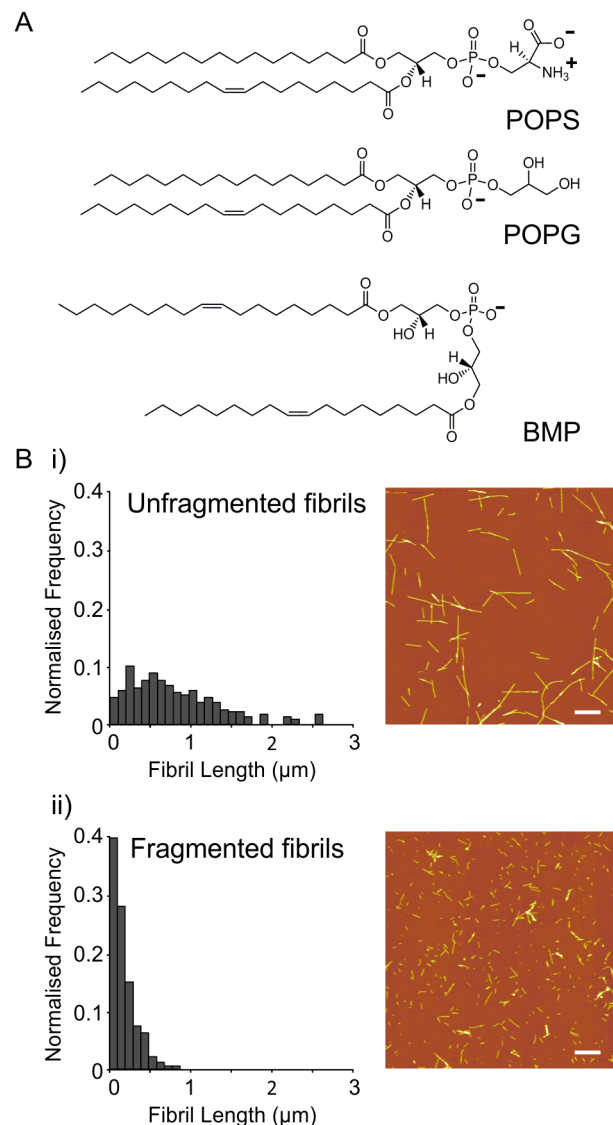 A
O O O P O O O − O − H NH₃ +
O O O − H
O
POPS
O O O P O OH OH
O O O − H
O
POPG
O O HO H O P O O −
H O
HO
O
O
BMP
B i)
Unfragmented fibrils
Normalised Frequency
0.4
0.3
0.2
0.1
0
0 1 2 3
Fibril Length (µm)
ii)
Fragmented fibrils
Normalised Frequency
0.4
0.3
0.2
0.1
0
0 1 2 3
Fibril Length (µm)